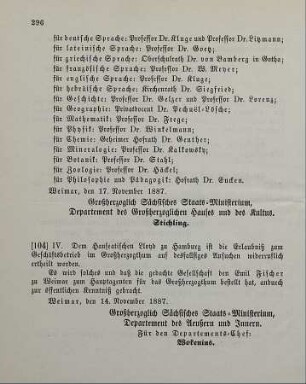 296
für deutsche Sprache: Professor Dr. Kluge und Professor Dr. Litzmann;
für lateinische Sprache: Professor Dr. Goetz;
für griechische Sprache: Oberschulrath Dr. von Bamberg in Gotha;
für französische Sprache: Professor Dr. W. Meyer;
für englische Sprache: Professor Dr. Kluge;
für hebräische Sprache: Kirchenrath Dr. Siegfried;
für Geschichte: Professor Dr. Gelzer und Professor Dr. Lorenz;
für Geographie: Privatdocent Dr. Pechuël-Lösche;
für Mathematik: Professor Dr. Frege;
für Physik: Professor Dr. Winkelmann;
für Chemie: Geheimer Hofrath Dr. Geuther;
für Mineralogie: Professor Dr. Kalkowsky;
für Botanik: Professor Dr. Stahl;
für Zoologie: Professor Dr. Häckel;
für Philosophie und Pädagogik: Hofrath Dr. Eucken.
Weimar, den 17. November 1887.
Großherzoglich Sächsisches Staats-Ministerium,
Departement des Großherzoglichen Hauses und des Kultus.
Stichling.
[104] IV. Dem Hanseatischen Lloyd zu Hamburg ist die Erlaubniß zum
Geschäftsbetrieb im Großherzogthum auf desfallsiges Ansuchen widerruflich
ertheilt worden.
Es wird solches und daß die gedachte Gesellschaft den Emil Fischer
zu Weimar zum Hauptagenten für das Großherzogthum bestellt hat, andurch
zur öffentlichen Kenntniß gebracht.
Weimar, den 14. November 1887.
Großherzoglich Sächsisches Staats-Ministerium,
Departement des Aeußern und Innern.
Für den Departements-Chef:
Wokenius.